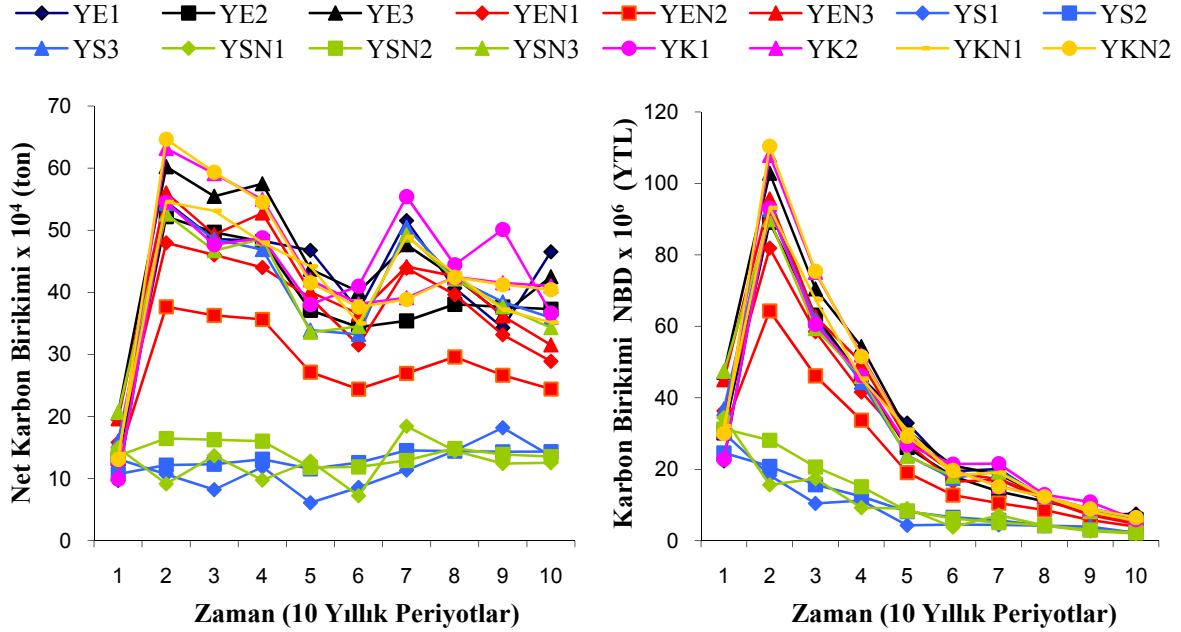 YE1 YE2 YE3 YEN1 YEN2 YEN3 YS1 YS2
YS3 YSN1 YSN2 YSN3 YK1 YK2 YKN1 YKN2
Net Karbon Birikimi x 10⁴ (ton)
70
60
50
40
30
20
10
0
1 2 3 4 5 6 7 8 9 10
Zaman (10 Yıllık Periyotlar)
Karbon Birikimi NBD x 10⁶ (YTL)
120
100
80
60
40
20
0
1 2 3 4 5 6 7 8 9 10
Zaman (10 Yıllık Periyotlar)